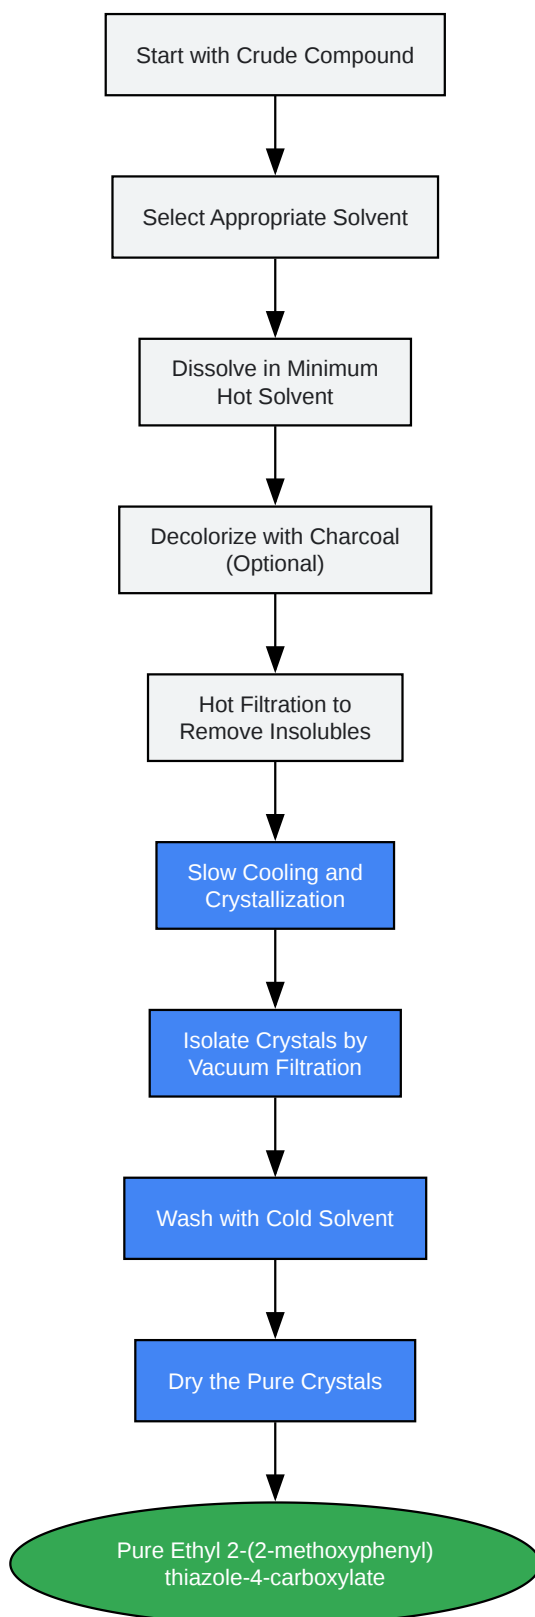 Start with Crude Compound
Select Appropriate Solvent
Dissolve in Minimum
Hot Solvent
Decolorize with Charcoal
(Optional)
Hot Filtration to
Remove Insolubles
Slow Cooling and
Crystallization
Isolate Crystals by
Vacuum Filtration
Wash with Cold Solvent
Dry the Pure Crystals
Pure Ethyl 2-(2-methoxyphenyl)
thiazole-4-carboxylate